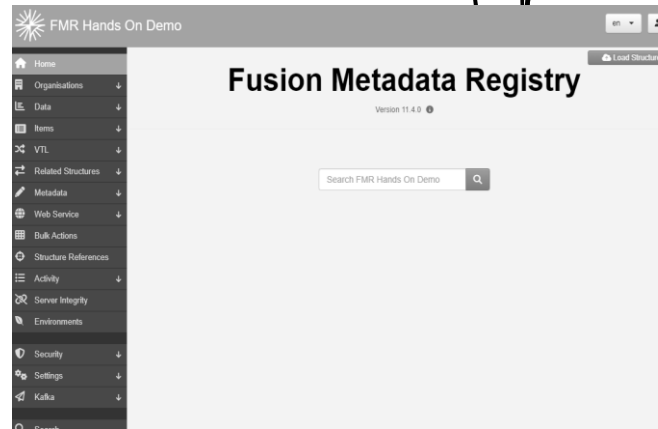 FMR Hands On Demo
en
Load Structure
Home
Organisations
Data
Items
VTL
Related Structures
Metadata
Web Service
Bulk Actions
Structure References
Activity
Server Integrity
Environments
Security
Settings
Kafka
Search
Fusion Metadata Registry
Version 11.4.0
Search FMR Hands On Demo